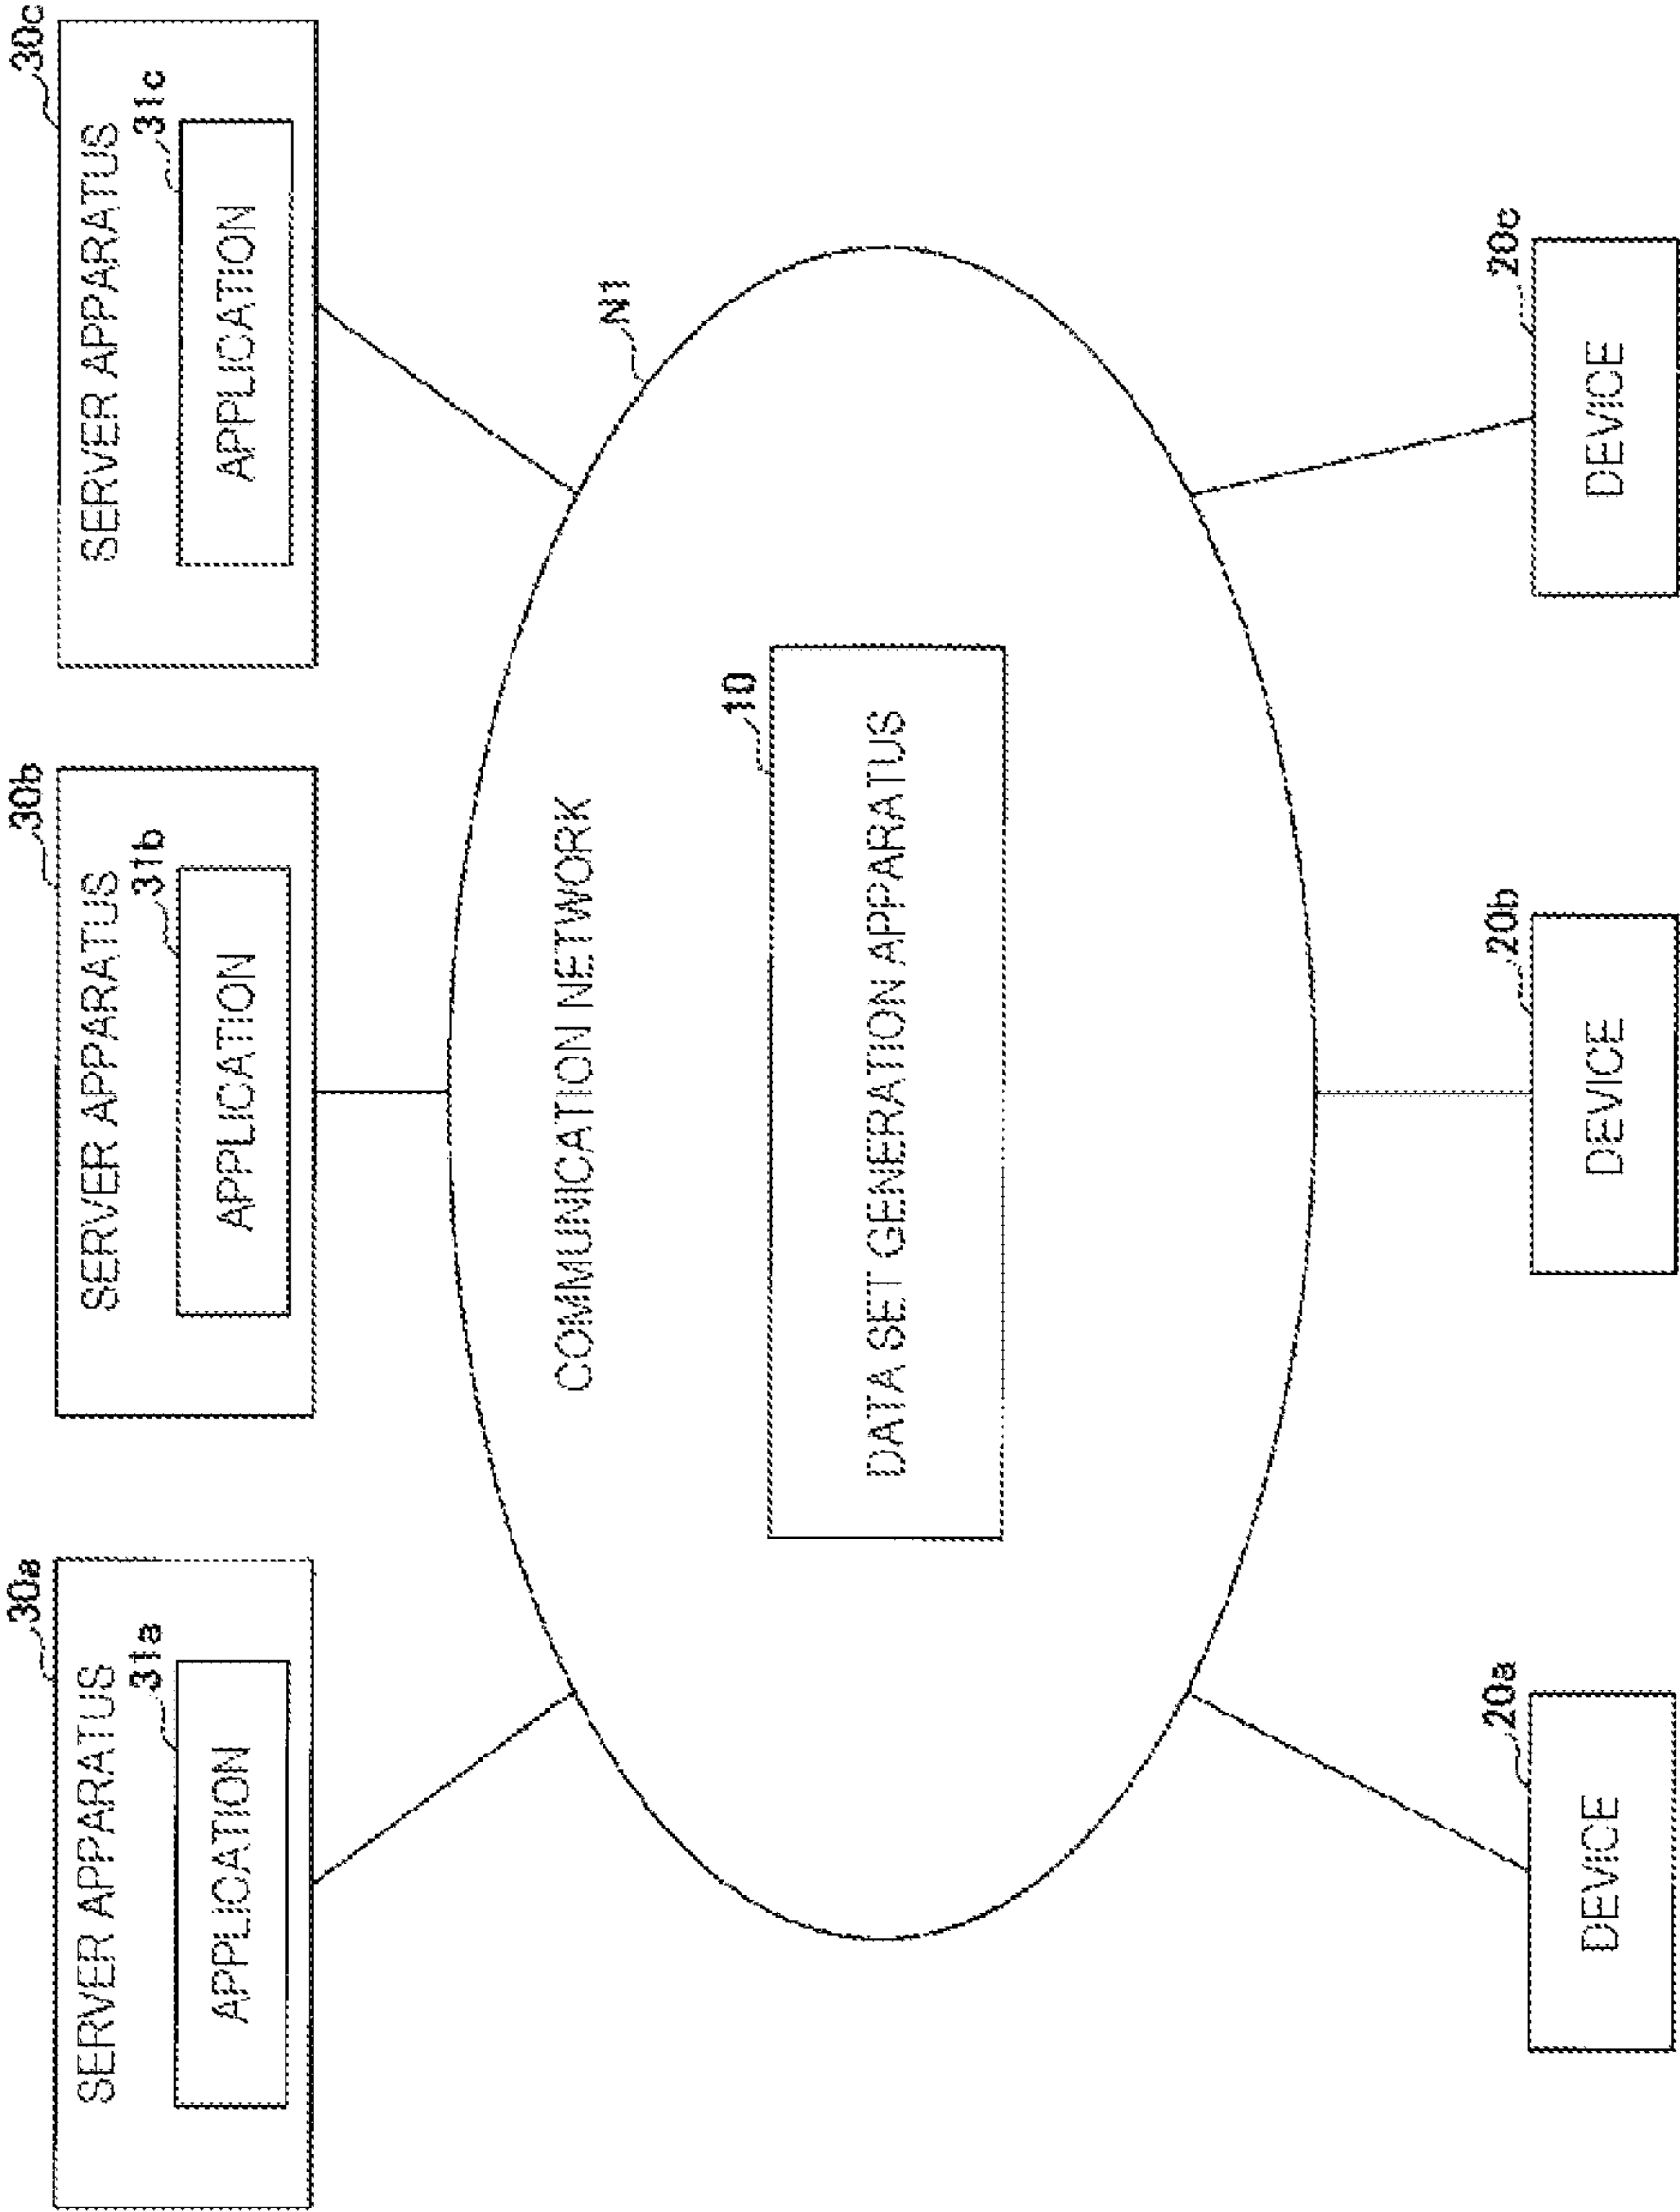 30a
SERVER APPARATUS
31a
APPLICATION
30b
SERVER APPARATUS
31b
APPLICATION
30c
SERVER APPARATUS
31c
APPLICATION
N1
COMMUNICATION NETWORK
10
DATA SET GENERATION APPARATUS
20a
DEVICE
20b
DEVICE
20c
DEVICE